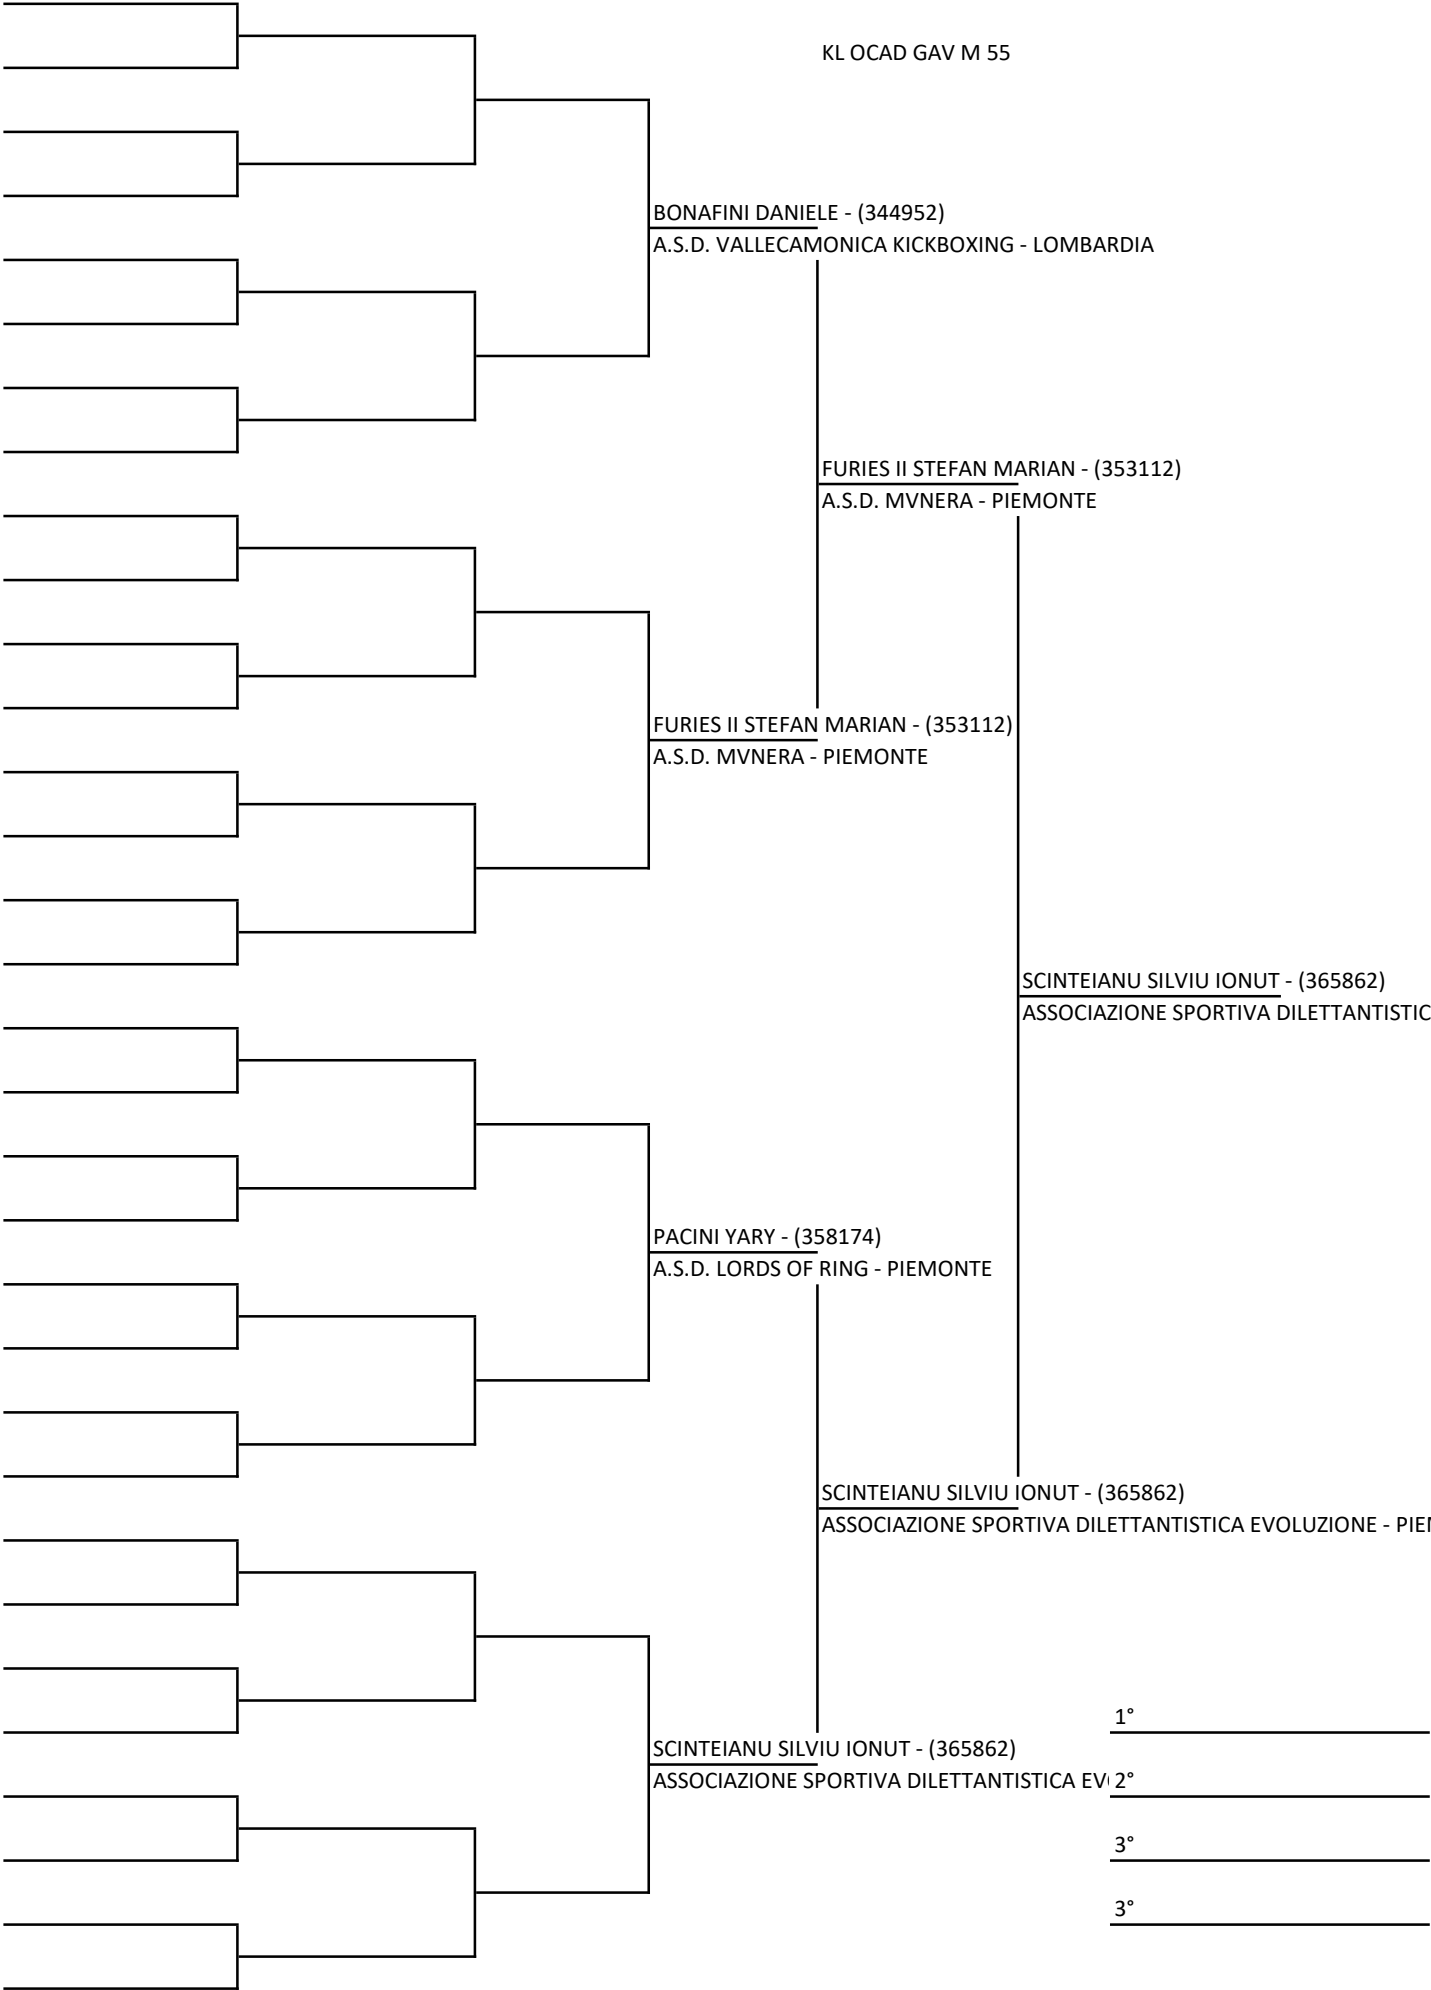 KL OCAD GAV M 55
BONAFINI DANIELE - (344952)
A.S.D. VALLECAMONICA KICKBOXING - LOMBARDIA
FURIES II STEFAN MARIAN - (353112)
A.S.D. MVNERA - PIEMONTE
FURIES II STEFAN MARIAN - (353112)
A.S.D. MVNERA - PIEMONTE
SCINTEIANU SILVIU IONUT - (365862)
ASSOCIAZIONE SPORTIVA DILETTANTISTIC
PACINI YARY - (358174)
A.S.D. LORDS OF RING - PIEMONTE
SCINTEIANU SILVIU IONUT - (365862)
ASSOCIAZIONE SPORTIVA DILETTANTISTICA EVOLUZIONE - PIE
1°
SCINTEIANU SILVIU IONUT - (365862)
ASSOCIAZIONE SPORTIVA DILETTANTISTICA EV
2°
3°
3°